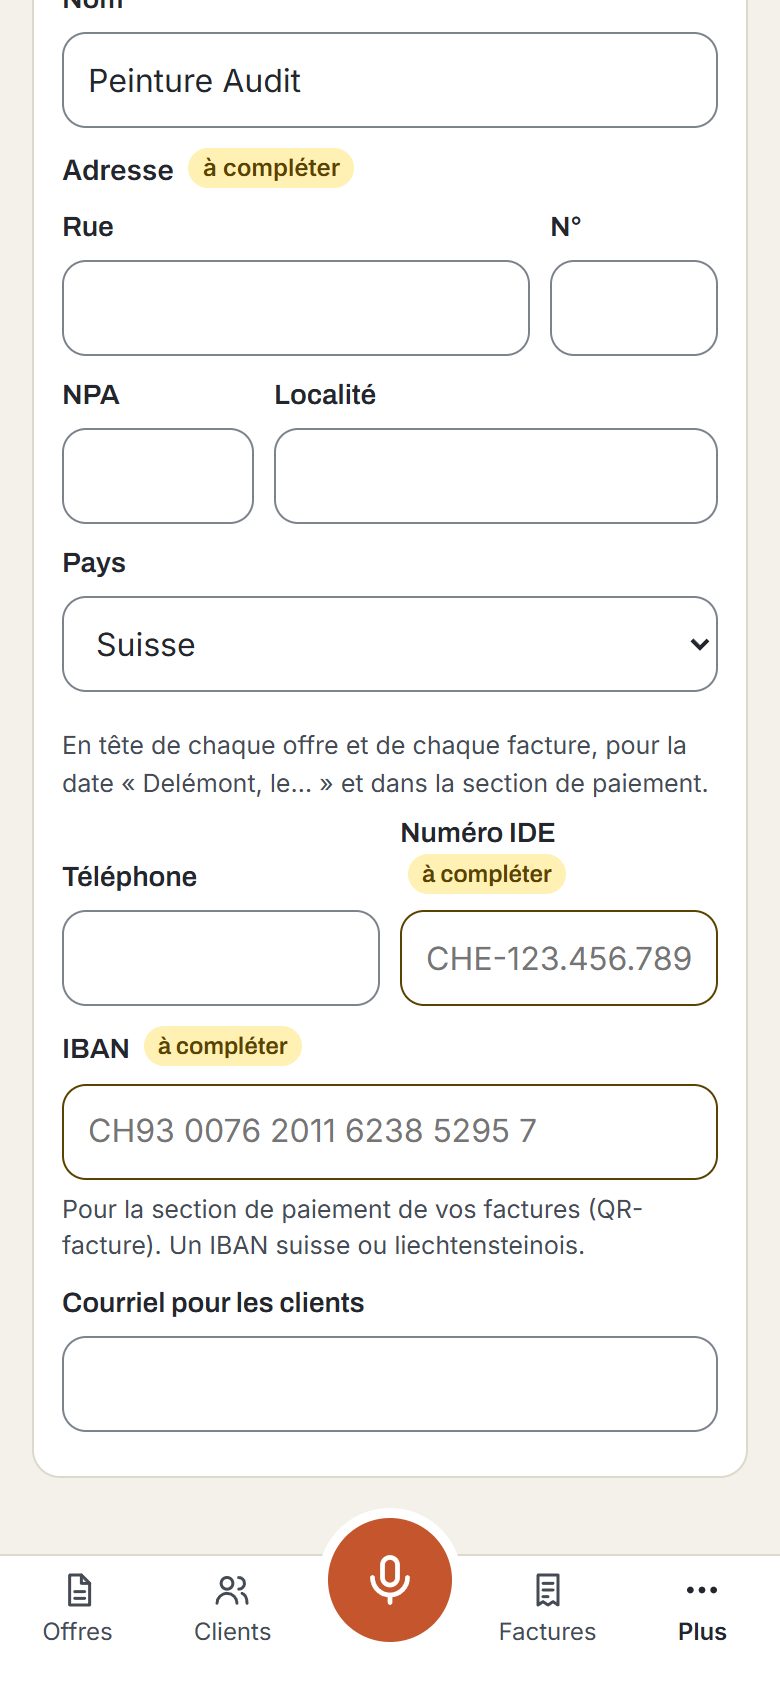 Nom
Peinture Audit
Adresse à compléter
Rue N°
NPA Localité
Pays
Suisse
En tête de chaque offre et de chaque facture, pour la
date « Delémont, le... » et dans la section de paiement.
Téléphone
Numéro IDE
à compléter
CHE-123.456.789
IBAN à compléter
CH93 0076 2011 6238 5295 7
Pour la section de paiement de vos factures (QR-
facture). Un IBAN suisse ou liechtensteinois.
Courriel pour les clients
Offres Clients Factures Plus